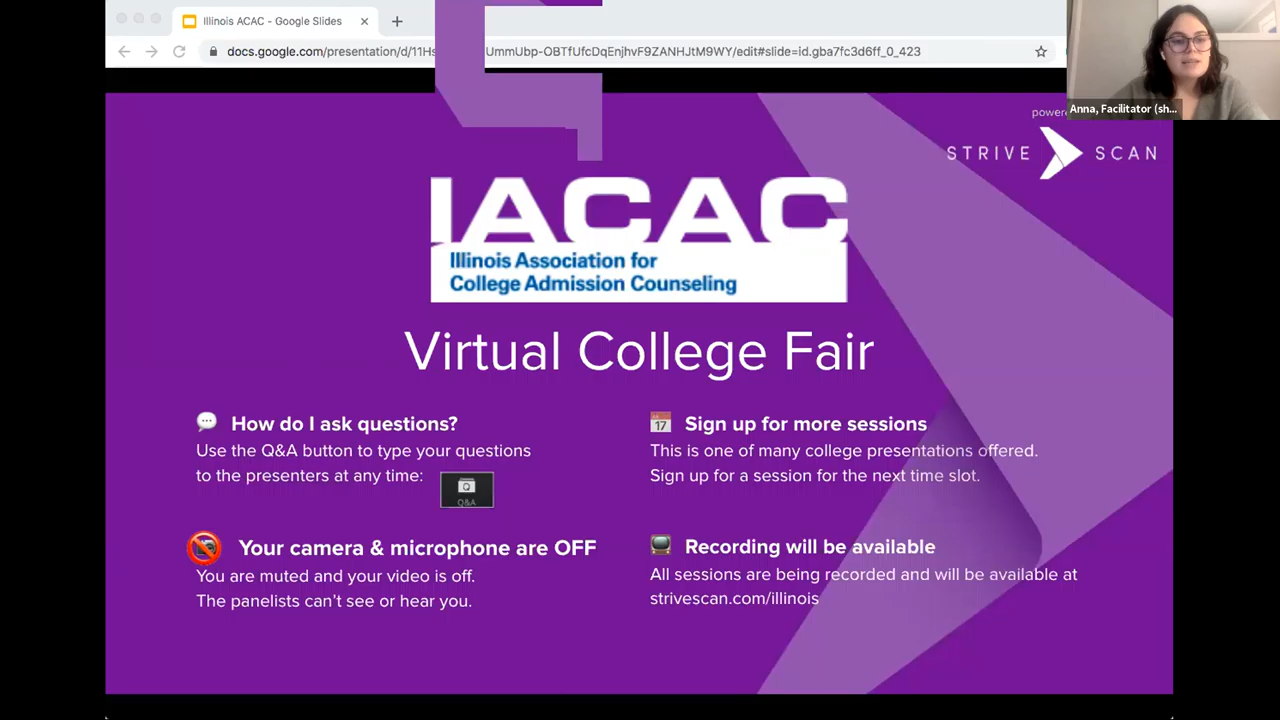 Illinois ACAC - Google Slides
docs.google.com/presentation/d/11Hs UmmUbp-OBTfUfcDqEnjhvF9ZANHJtM9WY/edit#slide=id.gba7fc3d6ff_0_423
Anna, Facilitator (sh...
STRIVE SCAN
IACAC
Illinois Association for
College Admission Counseling
Virtual College Fair
How do I ask questions?
Use the Q&A button to type your questions
to the presenters at any time:
Q&A
Sign up for more sessions
This is one of many college presentations offered.
Sign up for a session for the next time slot.
Your camera & microphone are OFF
You are muted and your video is off.
The panelists can’t see or hear you.
Recording will be available
All sessions are being recorded and will be available at
strivescan.com/illinois